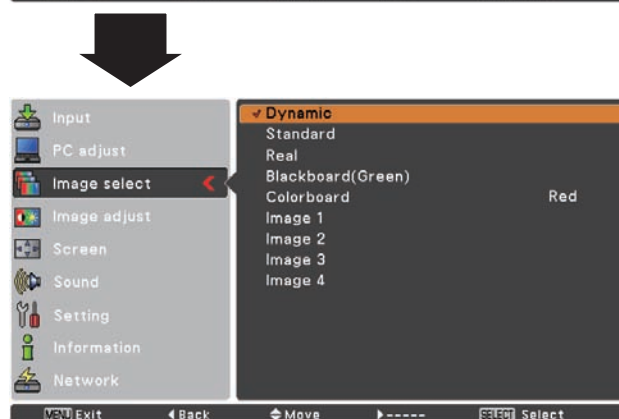 Input
PC adjust
Image select
Image adjust
Screen
Sound
Setting
Information
Network
Dynamic
Standard
Real
Blackboard(Green)
Colorboard Red
Image 1
Image 2
Image 3
Image 4
MENU Exit Back Move ----- SELECT Select